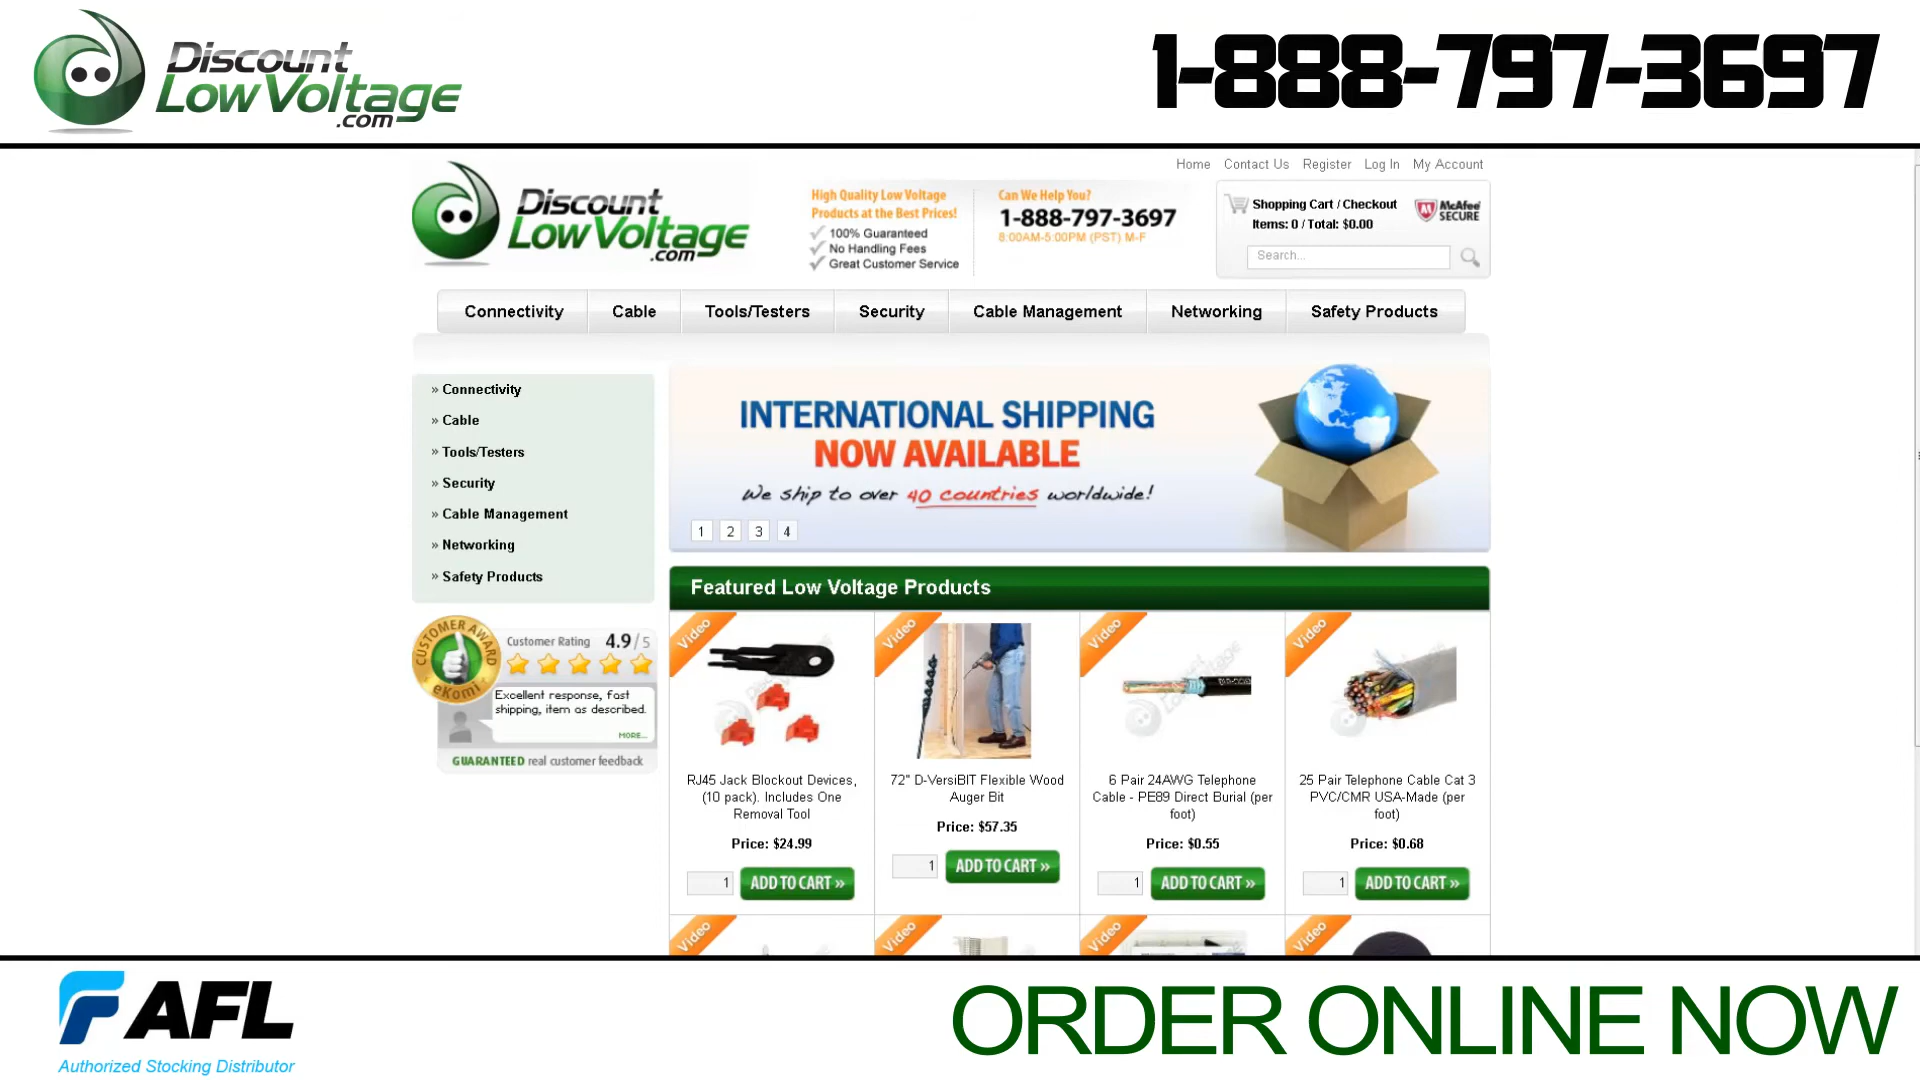 Discount
LowVoltage
.com
1-888-797-3697
Home Contact Us Register Log In My Account
Discount
LowVoltage
.com
High Quality Low Voltage
Products at the Best Prices!
100% Guaranteed
No Handling Fees
Great Customer Service
Can We Help You?
1-888-797-3697
8:00AM-5:00PM (PST) M-F
Shopping Cart / Checkout
Items: 0 / Total: $0.00
McAfee
SECURE
Search...
Connectivity Cable Tools/Testers Security Cable Management Networking Safety Products
» Connectivity
» Cable
» Tools/Testers
» Security
» Cable Management
» Networking
» Safety Products
INTERNATIONAL SHIPPING
NOW AVAILABLE
We ship to over 40 countries worldwide!
1 2 3 4
CUSTOMER AWARD
eKomi
Customer Rating 4.9/5
Excellent response, fast
shipping, item as described.
MORE...
GUARANTEED real customer feedback
Featured Low Voltage Products
Video Video Video Video
RJ45 Jack Blockout Devices,
(10 pack). Includes One
Removal Tool
Price: $24.99
1 ADD TO CART »
72" D-VersiBIT Flexible Wood
Auger Bit
Price: $57.35
1 ADD TO CART »
6 Pair 24AWG Telephone
Cable - PE89 Direct Burial (per
foot)
Price: $0.55
1 ADD TO CART »
25 Pair Telephone Cable Cat 3
PVC/CMR USA-Made (per
foot)
Price: $0.68
1 ADD TO CART »
Video Video Video Video
AFL
Authorized Stocking Distributor
ORDER ONLINE NOW